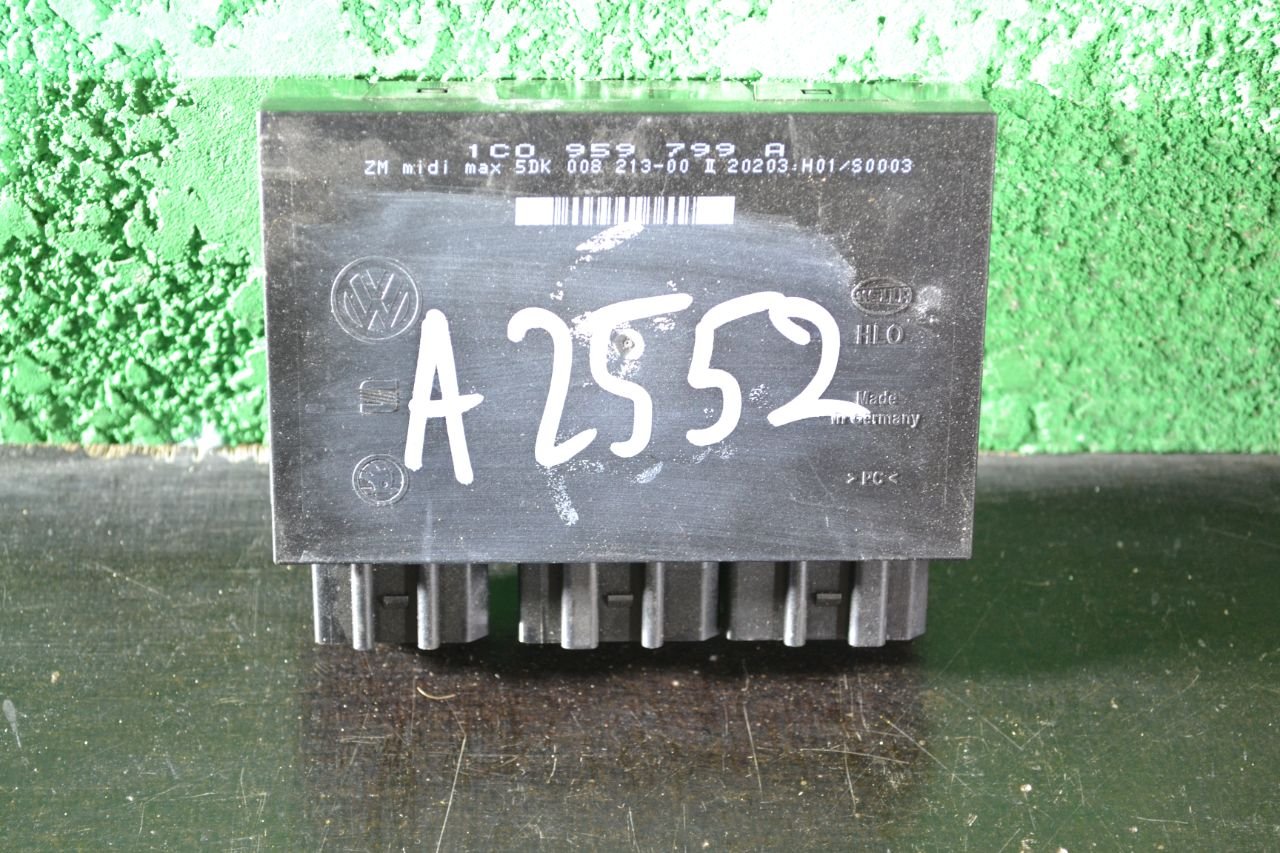 1C0 959 799 A
ZM midi max 5DK 008 213-00 II 20203 H01/S0003
VW
HELLA
A 2552
Made
in Germany
>PC<